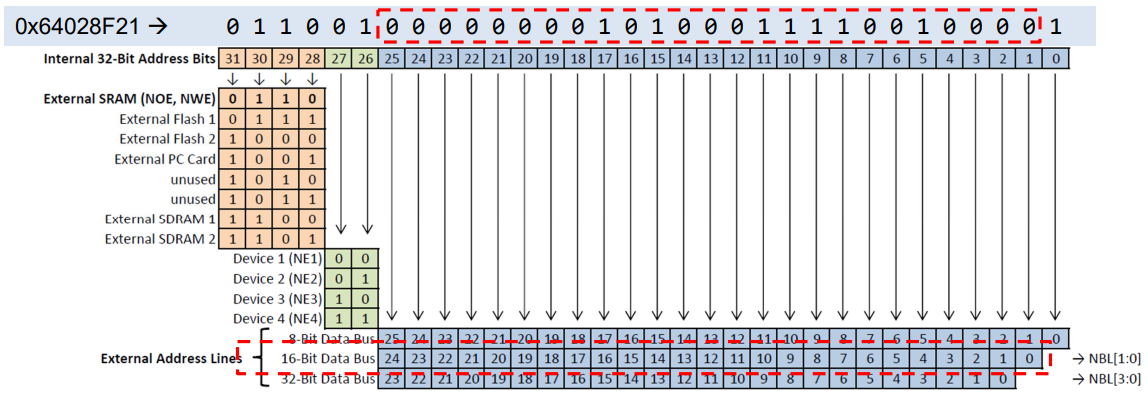 0x64028F21 → 0 1 1 0 0 1 0 0 0 0 0 0 0 0 1 0 1 0 0 0 1 1 1 1 0 0 1 0 0 0 0 1
Internal 32-Bit Address Bits 31 30 29 28 27 26 25 24 23 22 21 20 19 18 17 16 15 14 13 12 11 10 9 8 7 6 5 4 3 2 1 0
External SRAM (NOE, NWE) 0 1 1 0
External Flash 1 0 1 1 1
External Flash 2 1 0 0 0
External PC Card 1 0 0 1
unused 1 0 1 0
unused 1 0 1 1
External SDRAM 1 1 1 0 0
External SDRAM 2 1 1 0 1
Device 1 (NE1) 0 0
Device 2 (NE2) 0 1
Device 3 (NE3) 1 0
Device 4 (NE4) 1 1
8-Bit Data Bus 25 24 23 22 21 20 19 18 17 16 15 14 13 12 11 10 9 8 7 6 5 4 3 2 1 0
External Address Lines 16-Bit Data Bus 24 23 22 21 20 19 18 17 16 15 14 13 12 11 10 9 8 7 6 5 4 3 2 1 0 → NBL[1:0]
32-Bit Data Bus 23 22 21 20 19 18 17 16 15 14 13 12 11 10 9 8 7 6 5 4 3 2 1 0 → NBL[3:0]